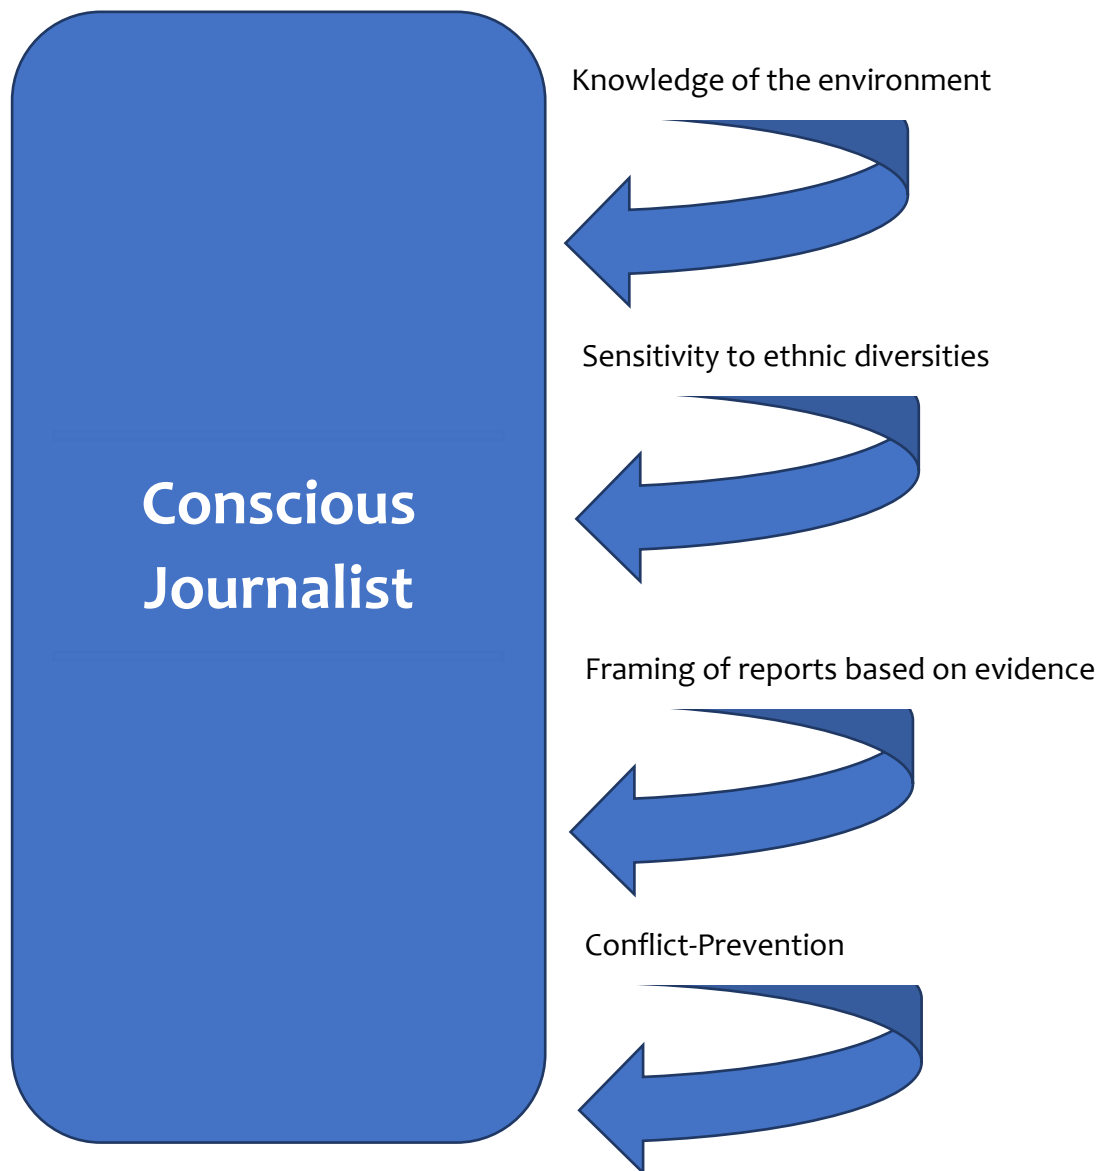 Knowledge of the environment
Sensitivity to ethnic diversities
Conscious
Journalist
Framing of reports based on evidence
Conflict-Prevention